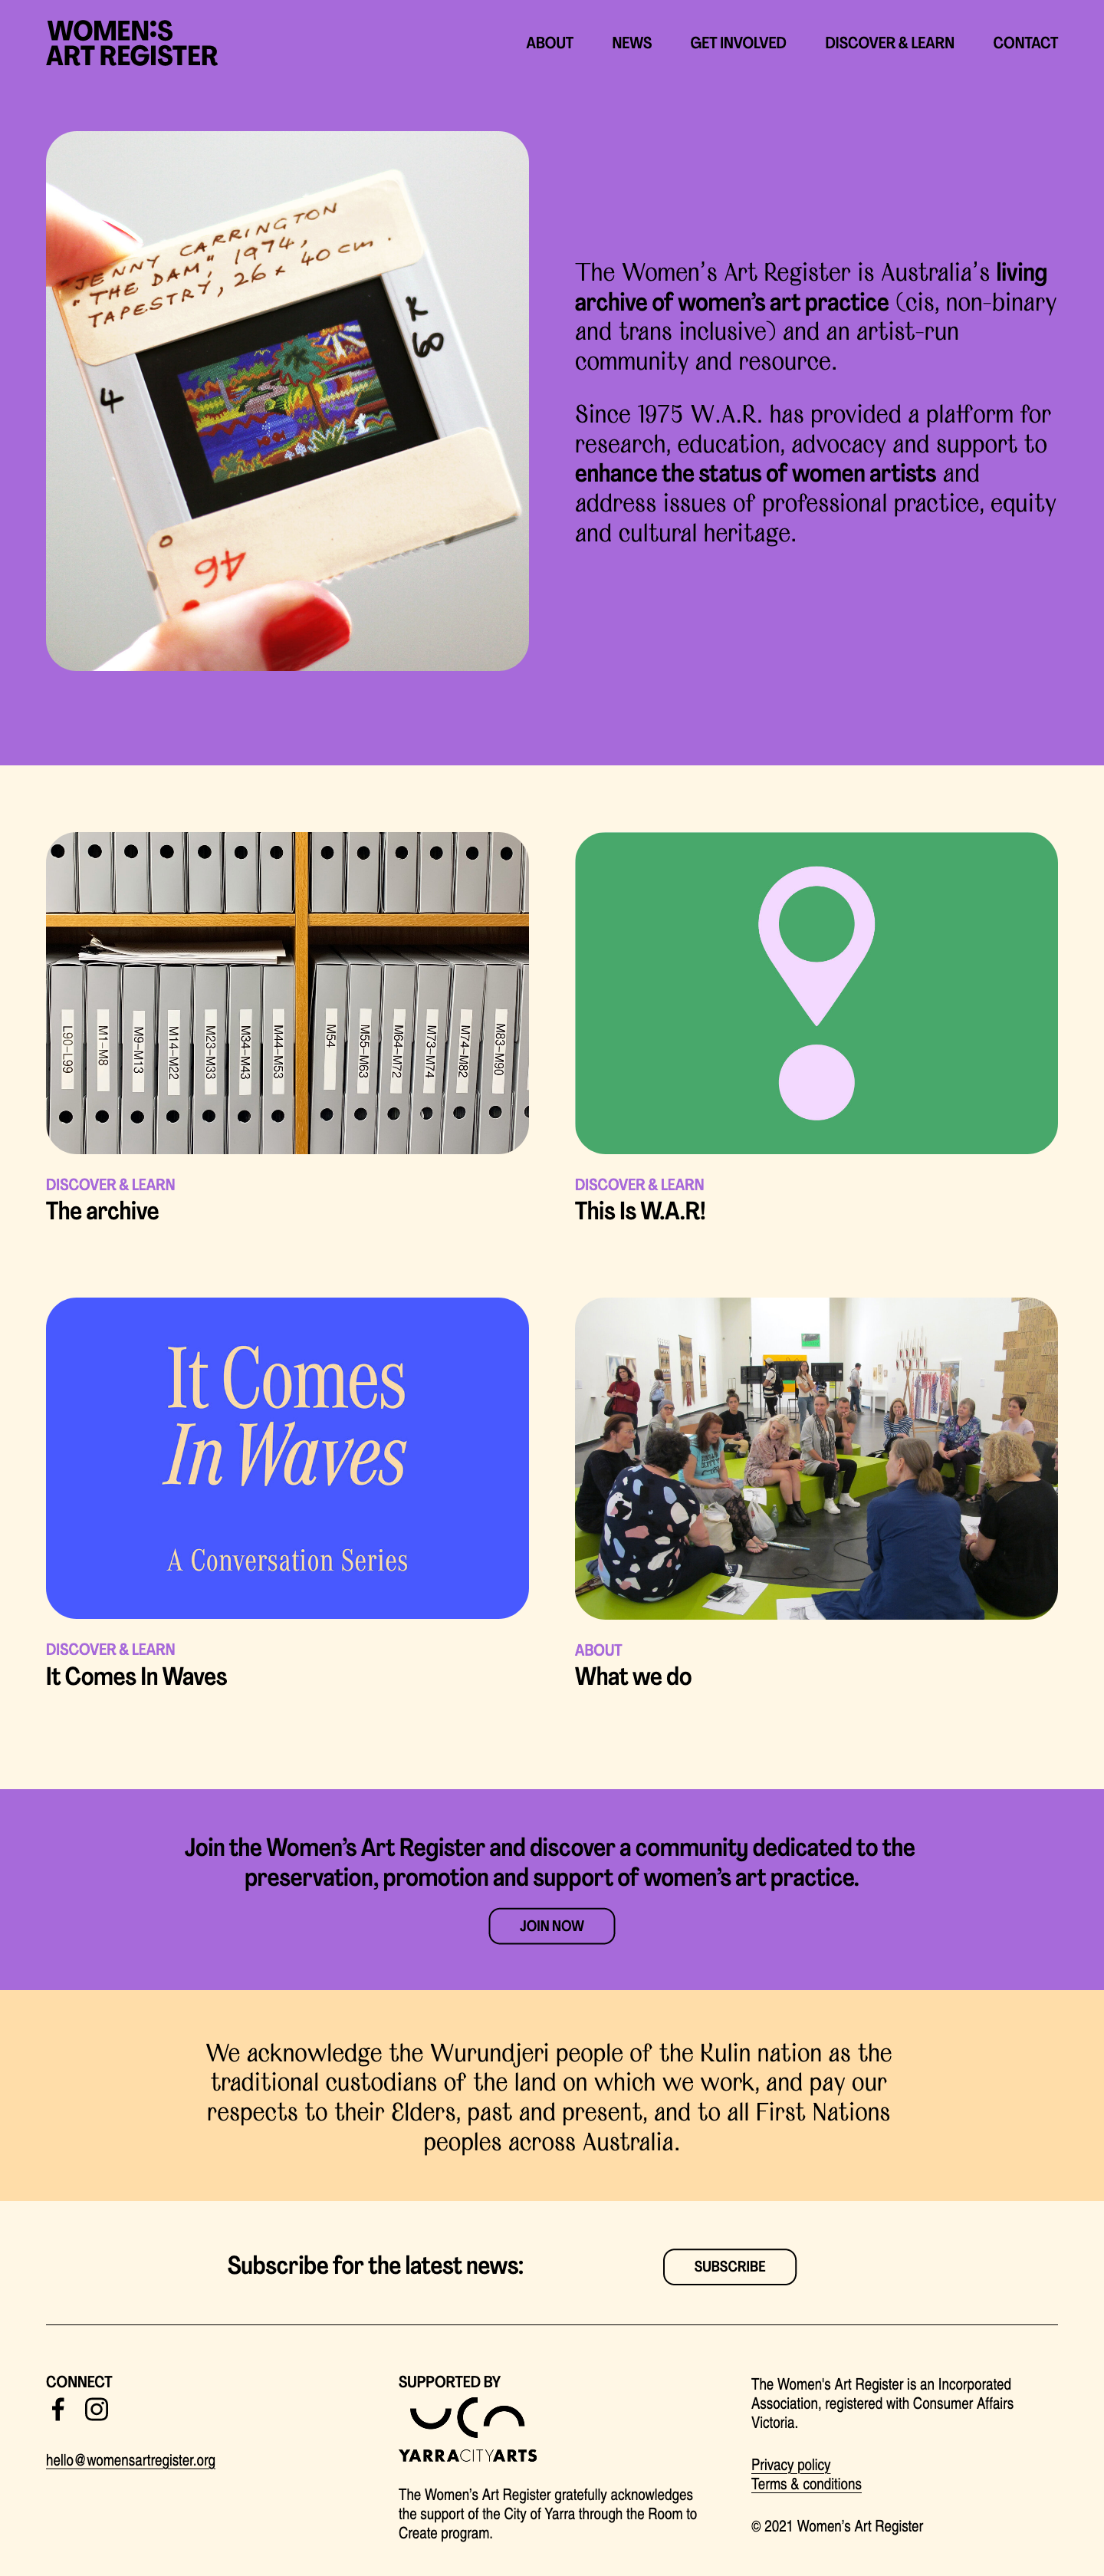 WOMEN:S
ART REGISTER
ABOUT NEWS GET INVOLVED DISCOVER & LEARN CONTACT
JENNY CARRINGTON
"THE DAM," 1974,
TAPESTRY, 26 x 40 cm.
K
60
4
46
The Women’s Art Register is Australia’s living
archive of women’s art practice (cis, non-binary
and trans inclusive) and an artist-run
community and resource.
Since 1975 W.A.R. has provided a platform for
research, education, advocacy and support to
enhance the status of women artists and
address issues of professional practice, equity
and cultural heritage.
L90-L99
M1-M8
M9-M13
M14-M22
M23-M33
M34-M43
M44-M53
M54
M55-M63
M64-M72
M73-M74
M74-M82
M83-M90
DISCOVER & LEARN
The archive
DISCOVER & LEARN
This Is W.A.R!
It Comes
In Waves
A Conversation Series
DISCOVER & LEARN
It Comes In Waves
ABOUT
What we do
Join the Women’s Art Register and discover a community dedicated to the
preservation, promotion and support of women’s art practice.
JOIN NOW
We acknowledge the Wurundjeri people of the Kulin nation as the
traditional custodians of the land on which we work, and pay our
respects to their Elders, past and present, and to all First Nations
peoples across Australia.
Subscribe for the latest news:
SUBSCRIBE
CONNECT
hello@womensartregister.org
SUPPORTED BY
YARRACITYARTS
The Women’s Art Register gratefully acknowledges
the support of the City of Yarra through the Room to
Create program.
The Women's Art Register is an Incorporated
Association, registered with Consumer Affairs
Victoria.
Privacy policy
Terms & conditions
© 2021 Women’s Art Register